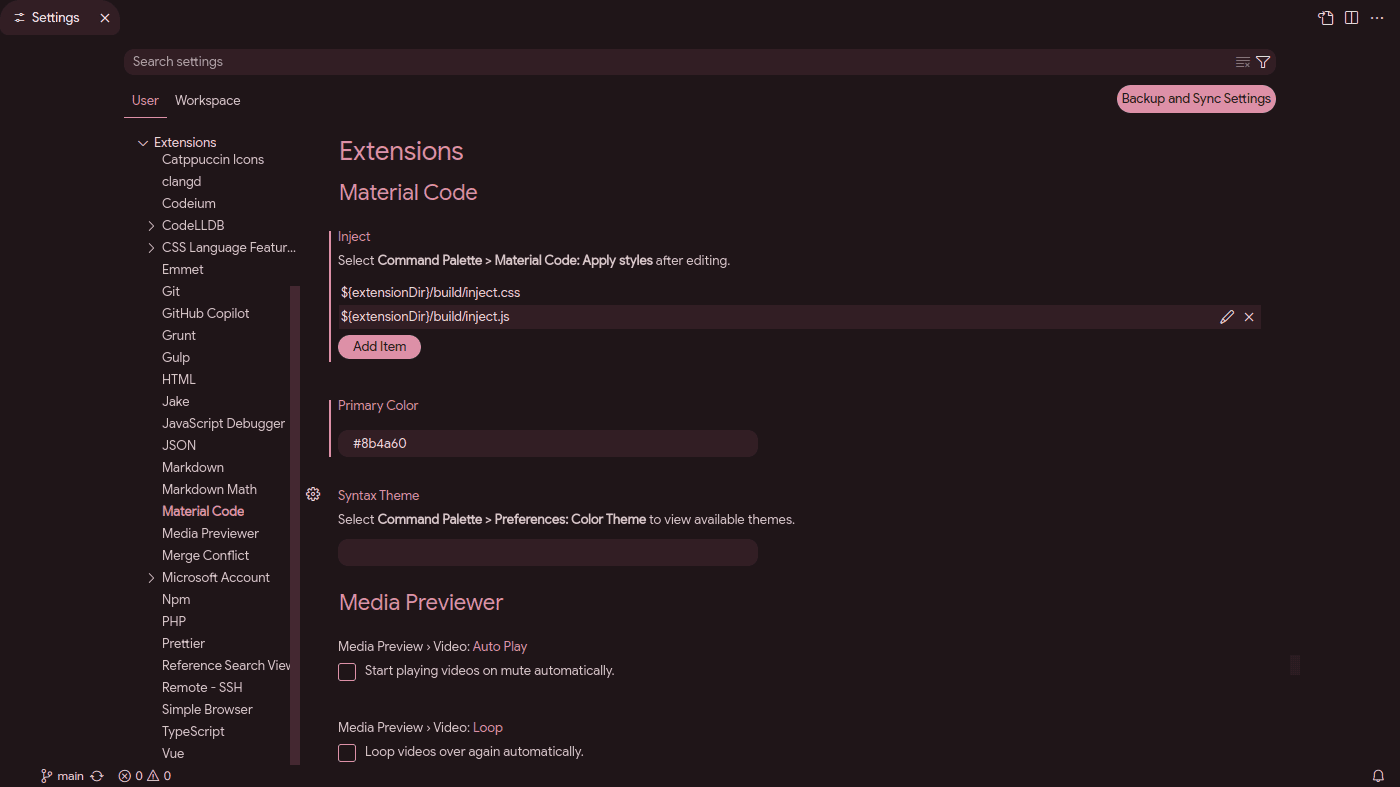 Settings
Search settings
User Workspace
Backup and Sync Settings
Extensions
Catppuccin Icons
clangd
Codeium
CodeLLDB
CSS Language Featur...
Emmet
Git
GitHub Copilot
Grunt
Gulp
HTML
Jake
JavaScript Debugger
JSON
Markdown
Markdown Math
Material Code
Media Previewer
Merge Conflict
Microsoft Account
Npm
PHP
Prettier
Reference Search View
Remote - SSH
Simple Browser
TypeScript
Vue
Extensions
Material Code
Inject
Select Command Palette > Material Code: Apply styles after editing.
${extensionDir}/build/inject.css
${extensionDir}/build/inject.js
Add Item
Primary Color
#8b4a60
Syntax Theme
Select Command Palette > Preferences: Color Theme to view available themes.
Media Previewer
Media Preview › Video: Auto Play
Start playing videos on mute automatically.
Media Preview › Video: Loop
Loop videos over again automatically.
main 0 0